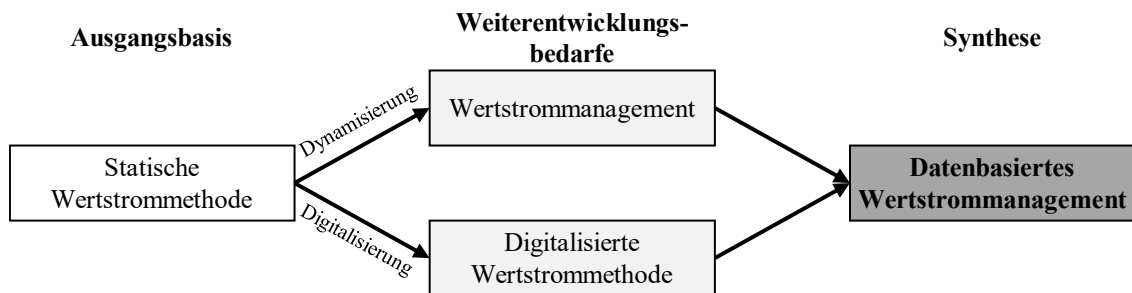 Ausgangsbasis
Weiterentwicklungs-
bedarfe
Synthese
Dynamisierung
Wertstrommanagement
Statische
Wertstrommethode
Datenbasiertes
Wertstrommanagement
Digitalisierung
Digitalisierte
Wertstrommethode